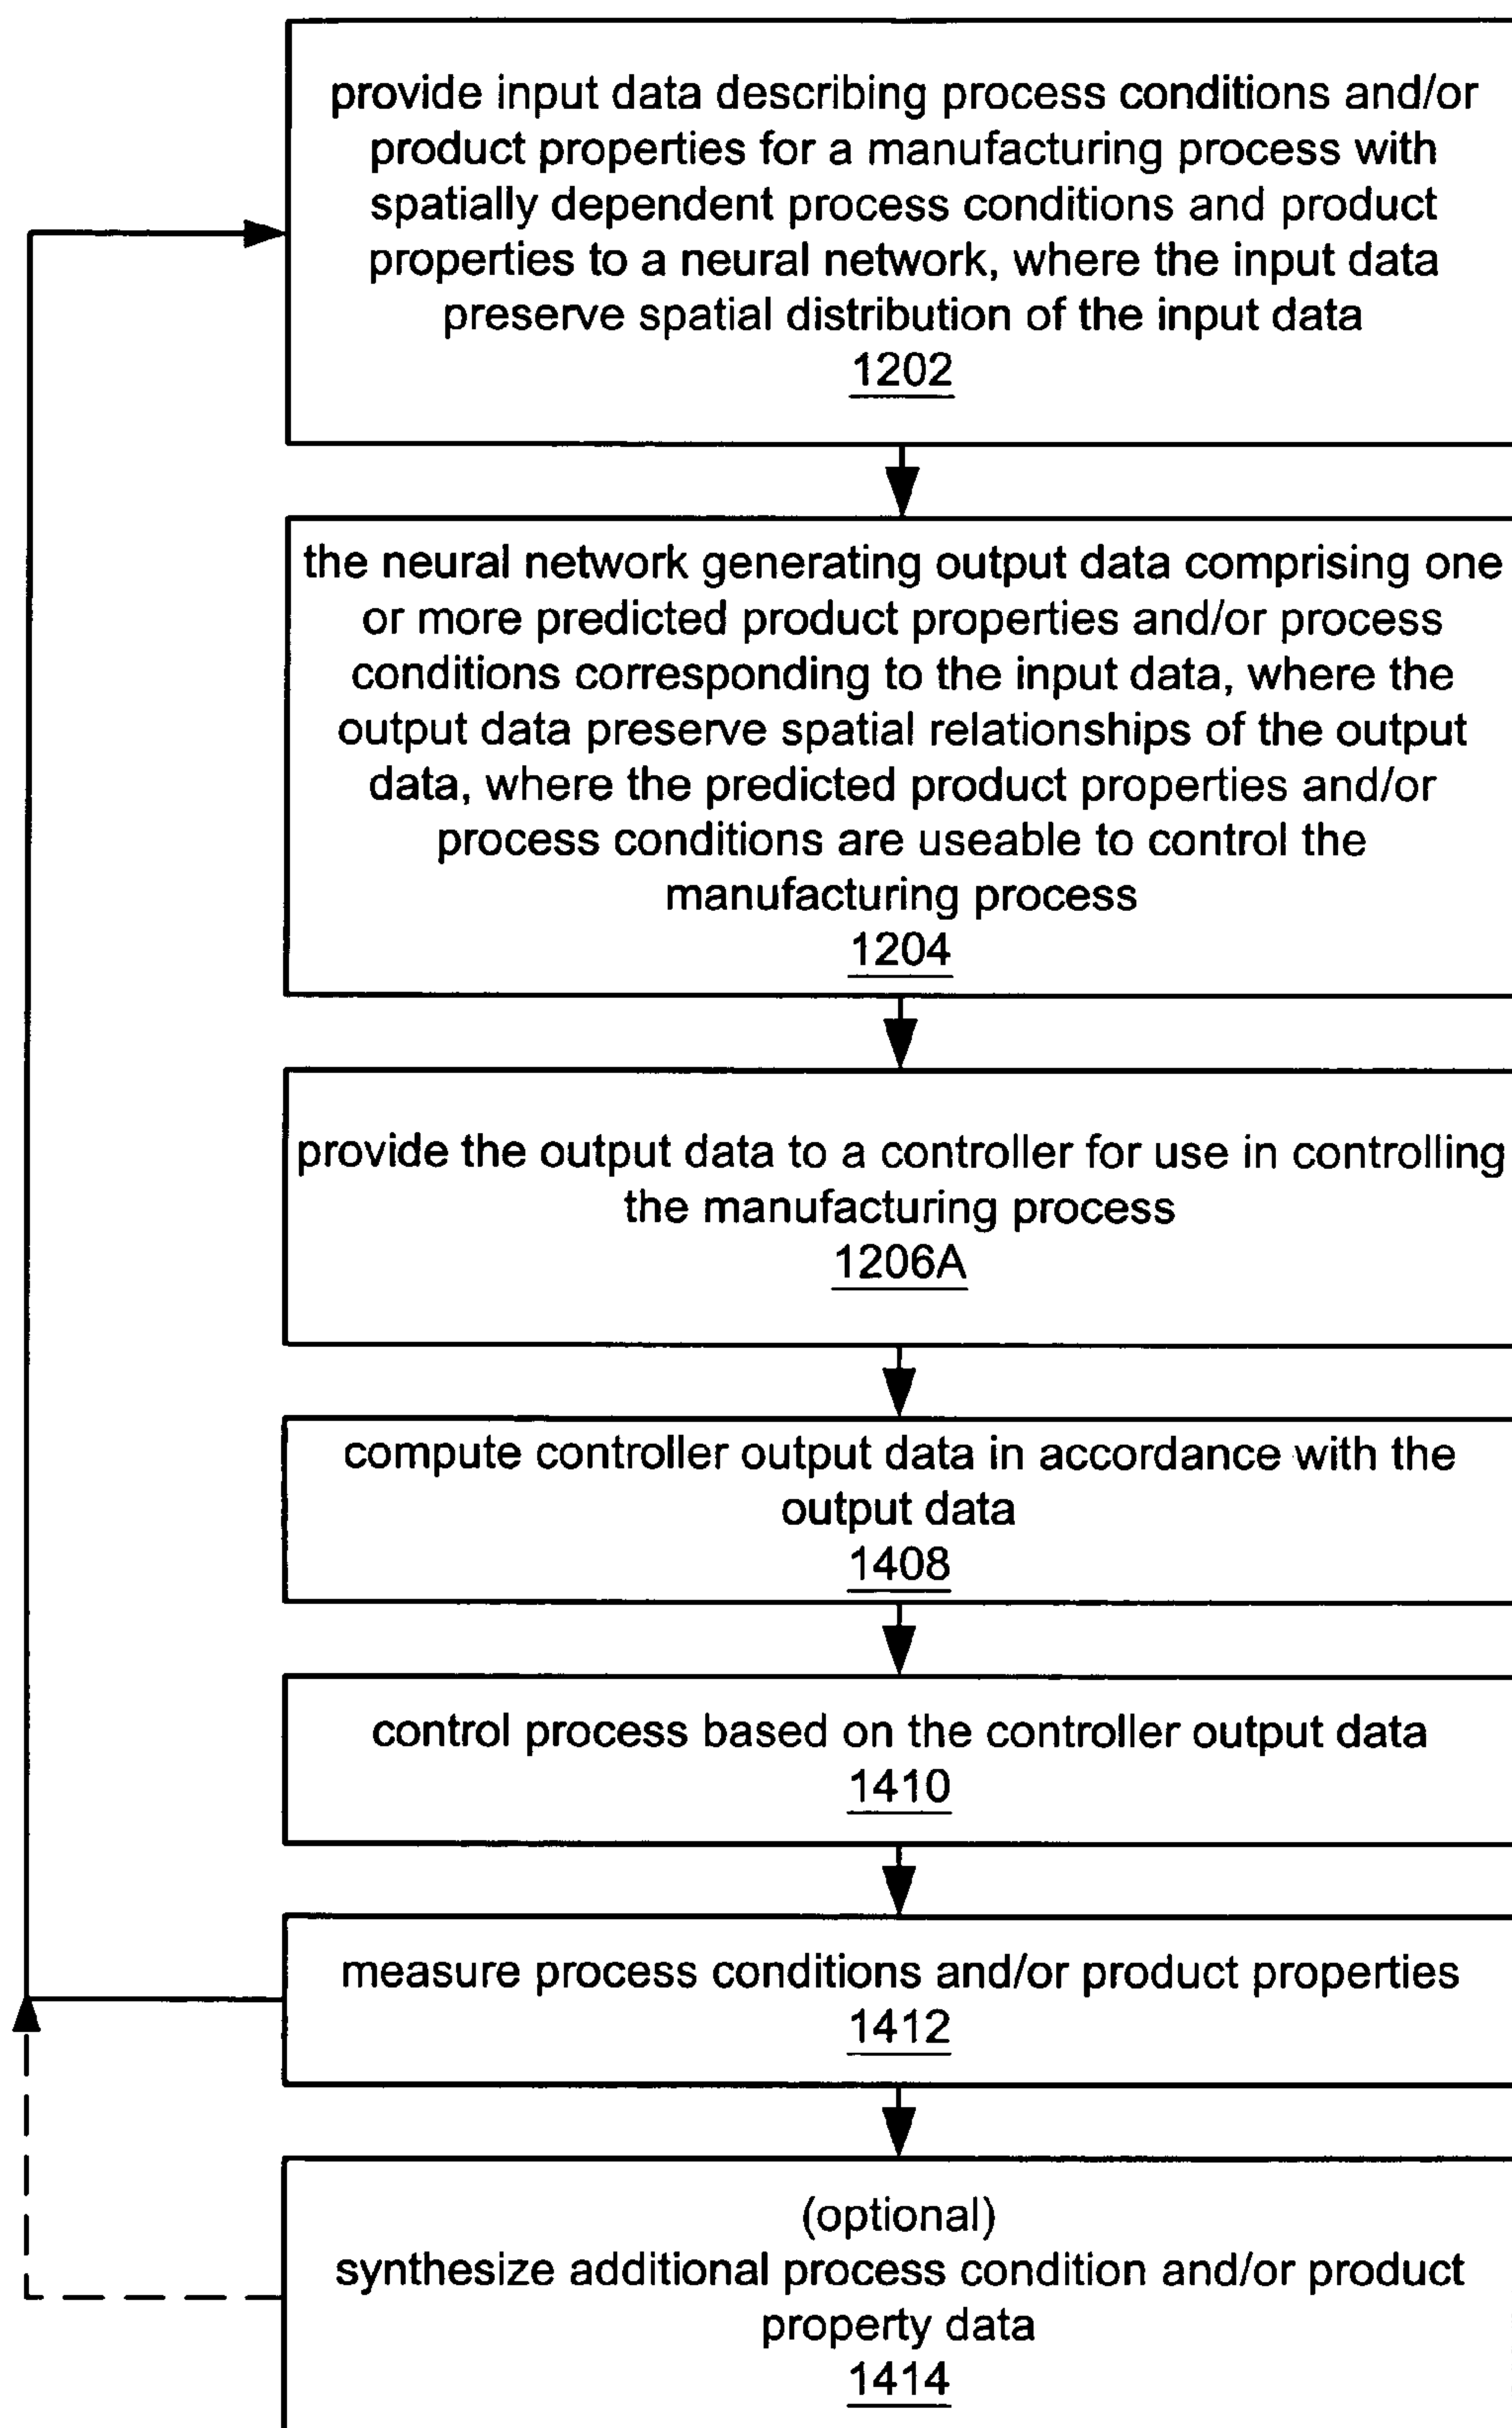 provide input data describing process conditions and/or
product properties for a manufacturing process with
spatially dependent process conditions and product
properties to a neural network, where the input data
preserve spatial distribution of the input data
1202
the neural network generating output data comprising one
or more predicted product properties and/or process
conditions corresponding to the input data, where the
output data preserve spatial relationships of the output
data, where the predicted product properties and/or
process conditions are useable to control the
manufacturing process
1204
provide the output data to a controller for use in controlling
the manufacturing process
1206A
compute controller output data in accordance with the
output data
1408
control process based on the controller output data
1410
measure process conditions and/or product properties
1412
(optional)
synthesize additional process condition and/or product
property data
1414